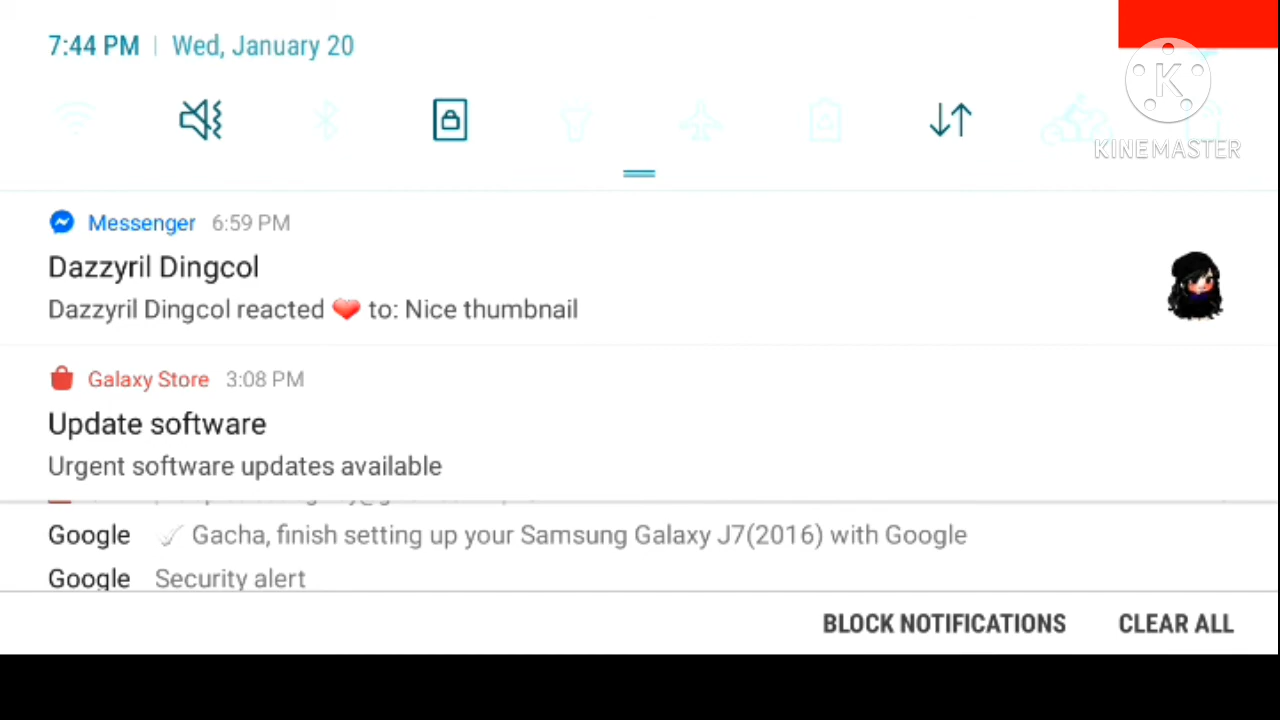 7:44 PM | Wed, January 20
KINEMASTER
Messenger 6:59 PM
Dazzyril Dingcol
Dazzyril Dingcol reacted ❤ to: Nice thumbnail
Galaxy Store 3:08 PM
Update software
Urgent software updates available
Google ✓ Gacha, finish setting up your Samsung Galaxy J7(2016) with Google
Google Security alert
BLOCK NOTIFICATIONS CLEAR ALL